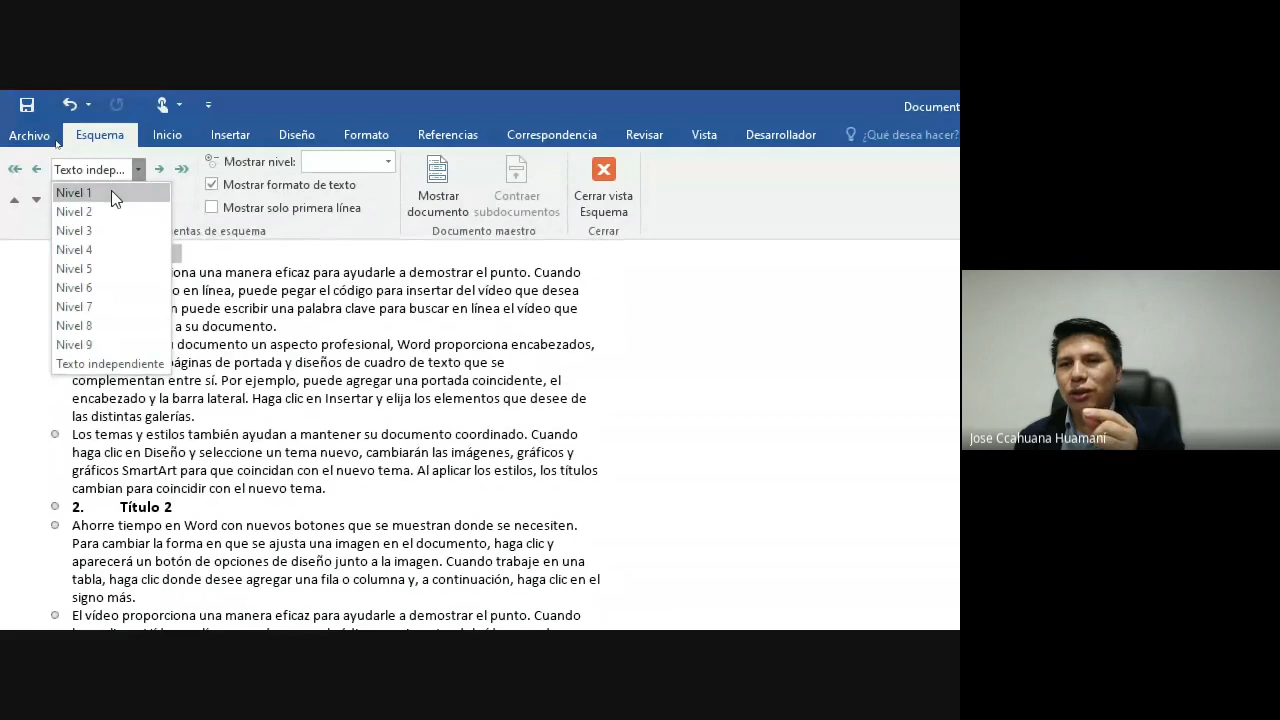 Document
Archivo Esquema Inicio Insertar Diseño Formato Referencias Correspondencia Revisar Vista Desarrollador ¿Qué desea hacer?
Texto indep... Mostrar nivel:
Mostrar formato de texto
Mostrar solo primera línea
Mostrar documento
Contraer subdocumentos
Cerrar vista Esquema
entas de esquema Documento maestro Cerrar
Nivel 1
Nivel 2
Nivel 3
Nivel 4
Nivel 5
Nivel 6
Nivel 7
Nivel 8
Nivel 9
Texto independiente
una manera eficaz para ayudarle a demostrar el punto. Cuando
en línea, puede pegar el código para insertar del vídeo que desea
puede escribir una palabra clave para buscar en línea el vídeo que
a su documento.
documento un aspecto profesional, Word proporciona encabezados,
páginas de portada y diseños de cuadro de texto que se
complementan entre sí. Por ejemplo, puede agregar una portada coincidente, el
encabezado y la barra lateral. Haga clic en Insertar y elija los elementos que desee de
las distintas galerías.
Los temas y estilos también ayudan a mantener su documento coordinado. Cuando
haga clic en Diseño y seleccione un tema nuevo, cambiarán las imágenes, gráficos y
gráficos SmartArt para que coincidan con el nuevo tema. Al aplicar los estilos, los títulos
cambian para coincidir con el nuevo tema.
2. Título 2
Ahorre tiempo en Word con nuevos botones que se muestran donde se necesiten.
Para cambiar la forma en que se ajusta una imagen en el documento, haga clic y
aparecerá un botón de opciones de diseño junto a la imagen. Cuando trabaje en una
tabla, haga clic donde desee agregar una fila o columna y, a continuación, haga clic en el
signo más.
El vídeo proporciona una manera eficaz para ayudarle a demostrar el punto. Cuando
Jose Ccahuana Huamani